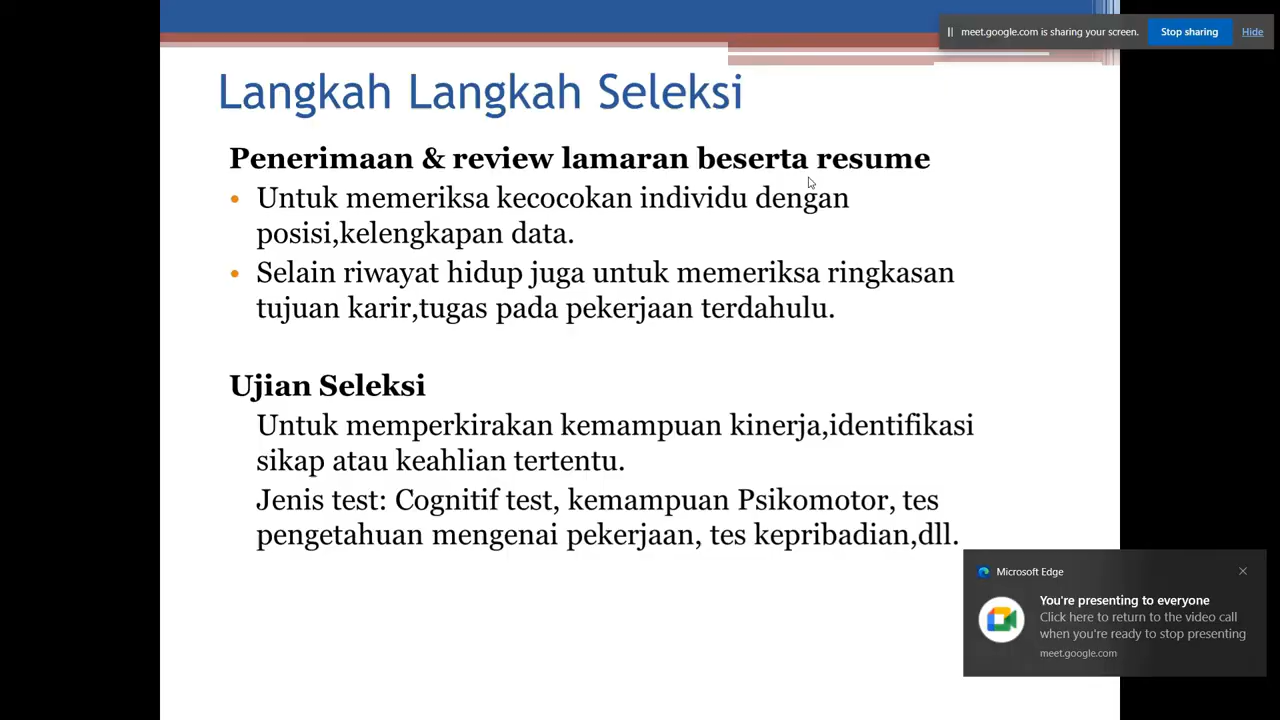 meet.google.com is sharing your screen.
Stop sharing
Hide
Langkah Langkah Seleksi
Penerimaan & review lamaran beserta resume
• Untuk memeriksa kecocokan individu dengan
posisi,kelengkapan data.
• Selain riwayat hidup juga untuk memeriksa ringkasan
tujuan karir,tugas pada pekerjaan terdahulu.
Ujian Seleksi
Untuk memperkirakan kemampuan kinerja,identifikasi
sikap atau keahlian tertentu.
Jenis test: Cognitif test, kemampuan Psikomotor, tes
pengetahuan mengenai pekerjaan, tes kepribadian,dll.
Microsoft Edge
You're presenting to everyone
Click here to return to the video call
when you're ready to stop presenting
meet.google.com